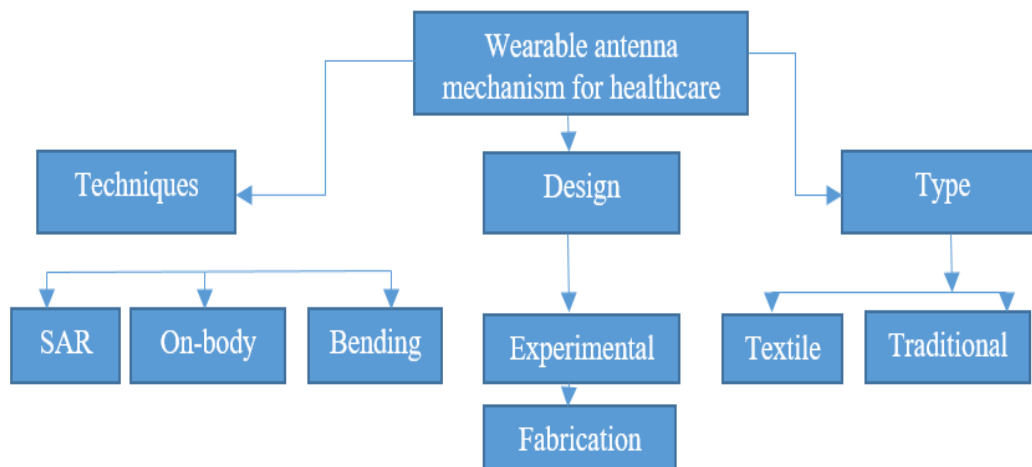 Wearable antenna
mechanism for healthcare
Techniques
Design
Type
SAR
On-body
Bending
Experimental
Textile
Traditional
Fabrication